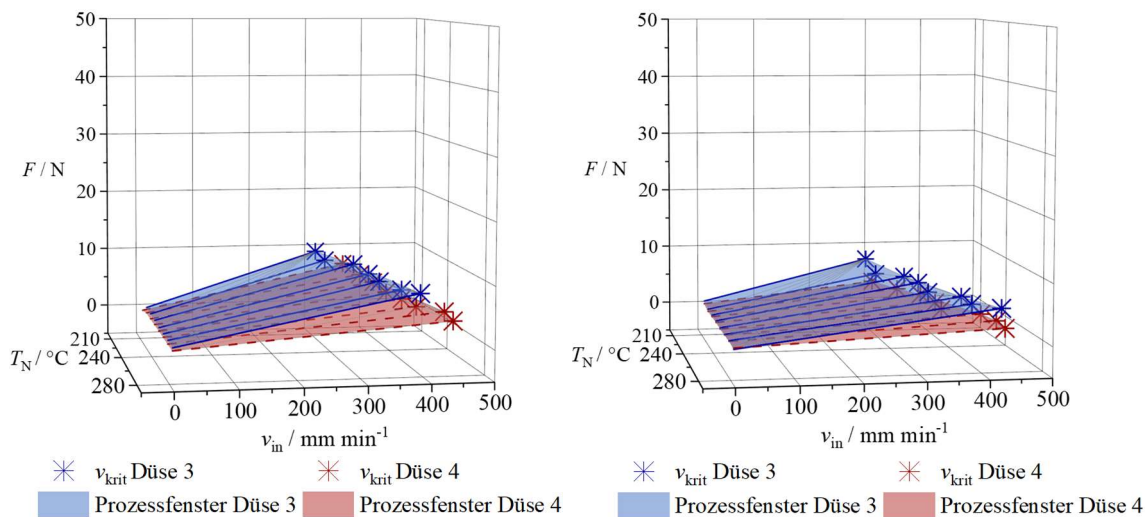 50
40
30
F / N
20
10
0
210
T_N / °C
240
280
0
100
200
300
400
500
v_in / mm min⁻¹
v_krit Düse 3
v_krit Düse 4
Prozessfenster Düse 3
Prozessfenster Düse 4
50
40
30
F / N
20
10
0
210
T_N / °C
240
280
0
100
200
300
400
500
v_in / mm min⁻¹
v_krit Düse 3
v_krit Düse 4
Prozessfenster Düse 3
Prozessfenster Düse 4